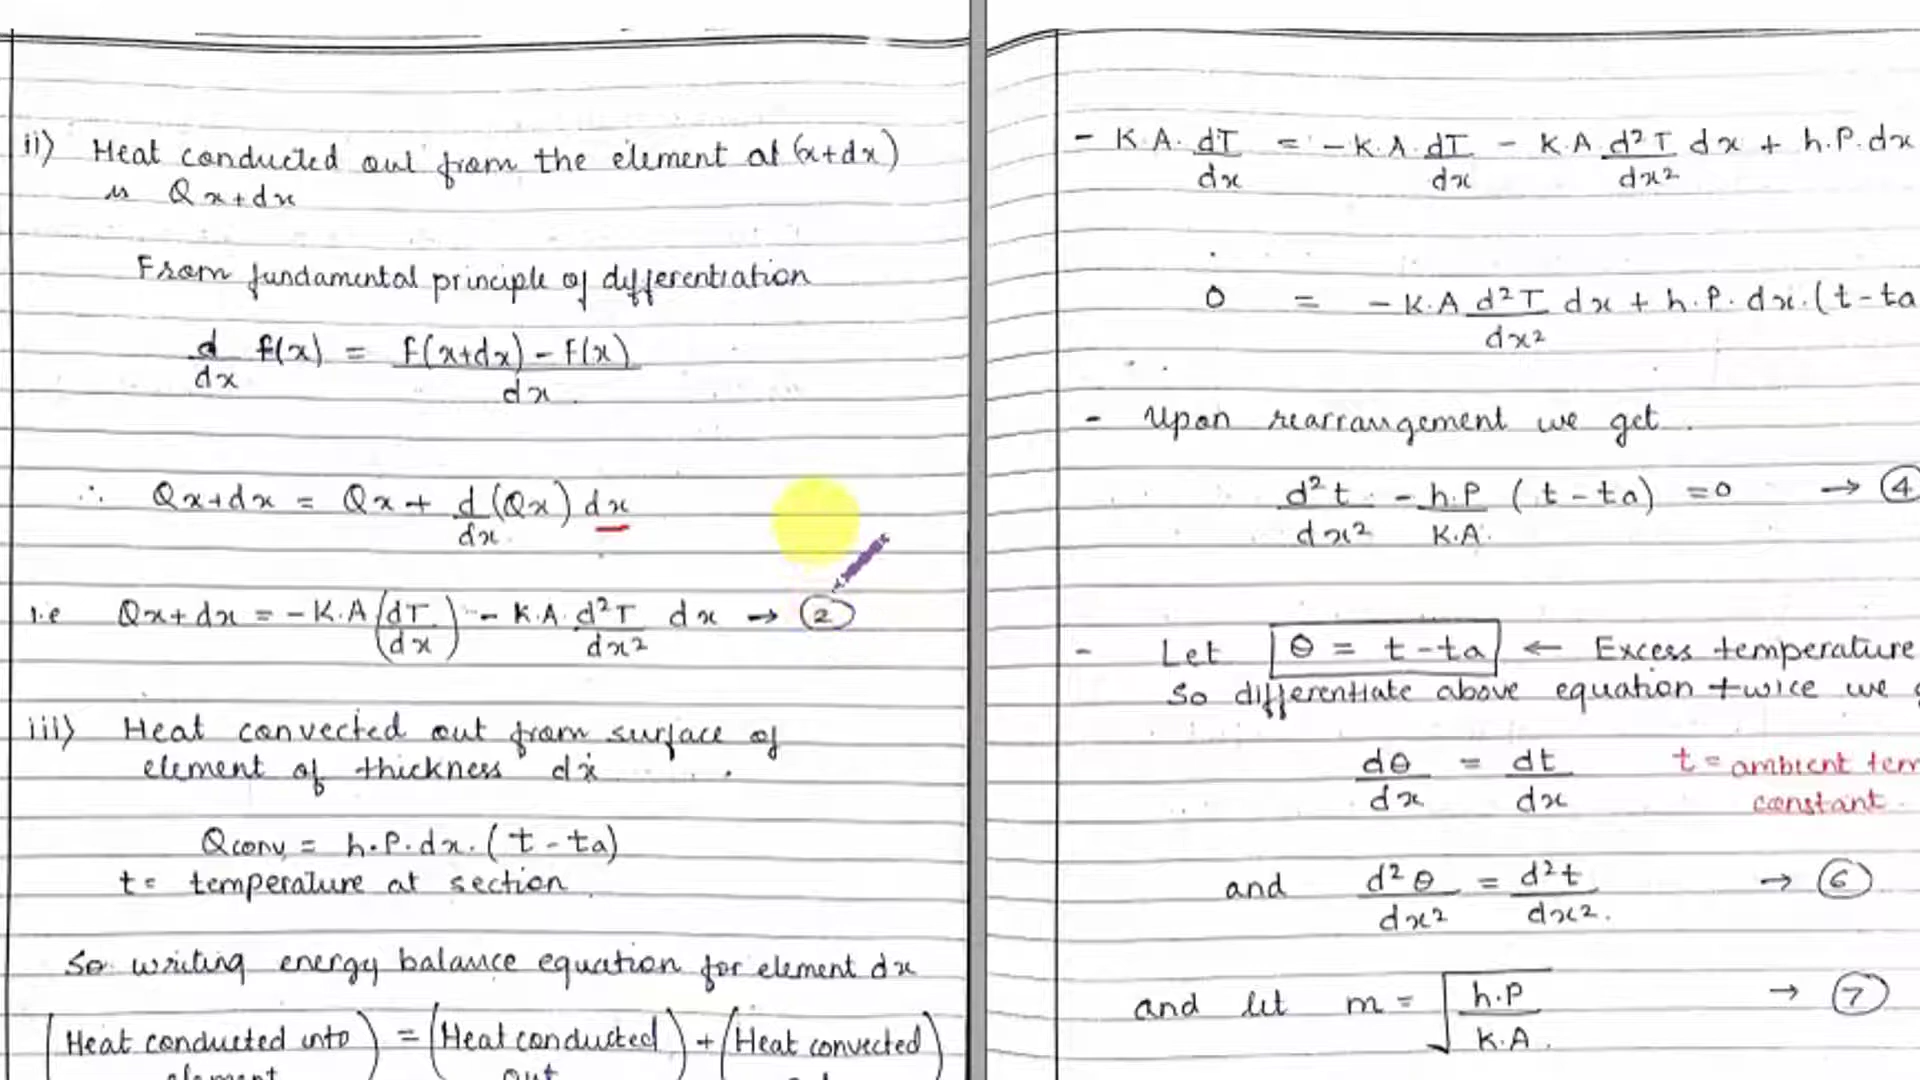 ii) Heat conducted out from the element at (x+dx)
is Qx+dx
From fundamental principle of differentiation
d/dx f(x) = f(x+dx) - f(x) / dx
∴ Qx+dx = Qx + d/dx (Qx) dx
i.e Qx+dx = -K.A (dT/dx) - K.A. d²T/dx² dx → ②
iii) Heat convected out from surface of
element of thickness dx
Qconv = h.P.dx.(t - ta)
t = temperature at section
So writing energy balance equation for element dx
(Heat conducted into element) = (Heat conducted out) + (Heat convected
- K.A. dT/dx = -K.A. dT/dx - K.A. d²T/dx² dx + h.P.dx
0 = -K.A d²T/dx² dx + h.P.dx.(t-ta
- Upon rearrangement we get.
d²t/dx² - h.P/K.A. (t - ta) = 0 → ④
- Let θ = t - ta ← Excess temperature
So differentiate above equation twice we
dθ/dx = dt/dx t = ambient tem
constant.
and d²θ/dx² = d²t/dx². → ⑥
and let m = √h.P/K.A. → ⑦